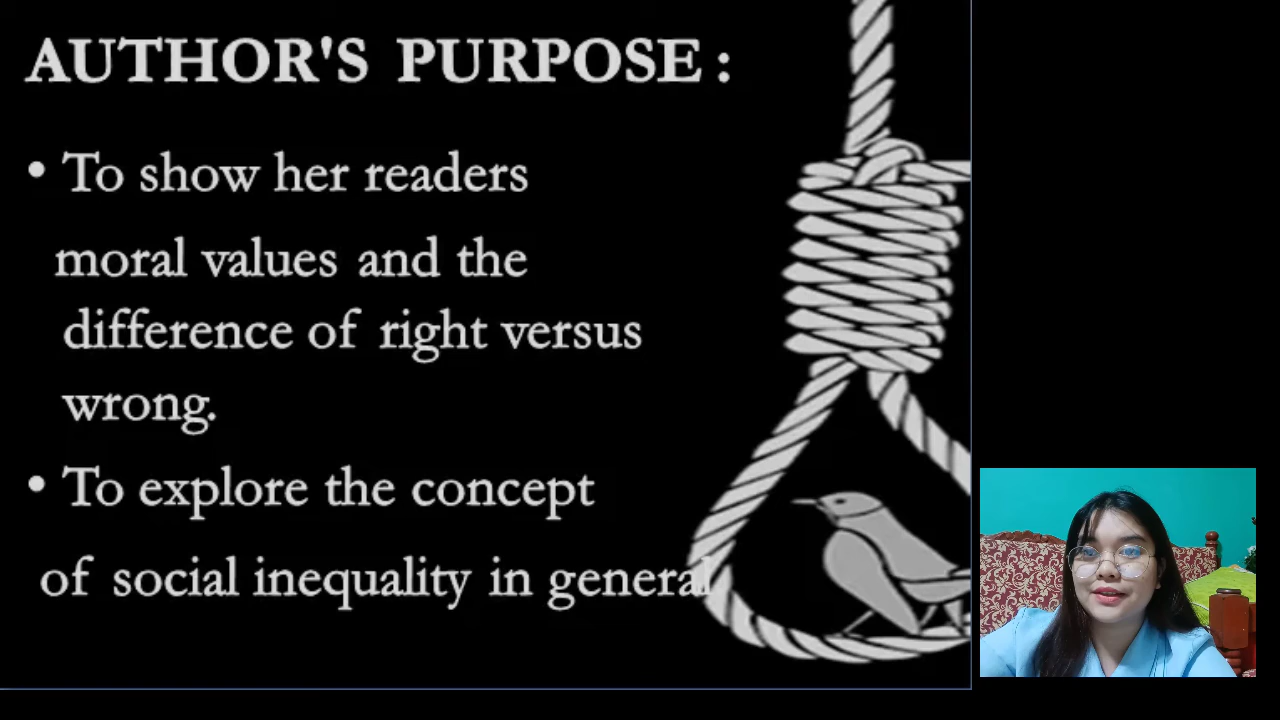 AUTHOR'S PURPOSE :
• To show her readers
moral values and the
difference of right versus
wrong.
• To explore the concept
of social inequality in general